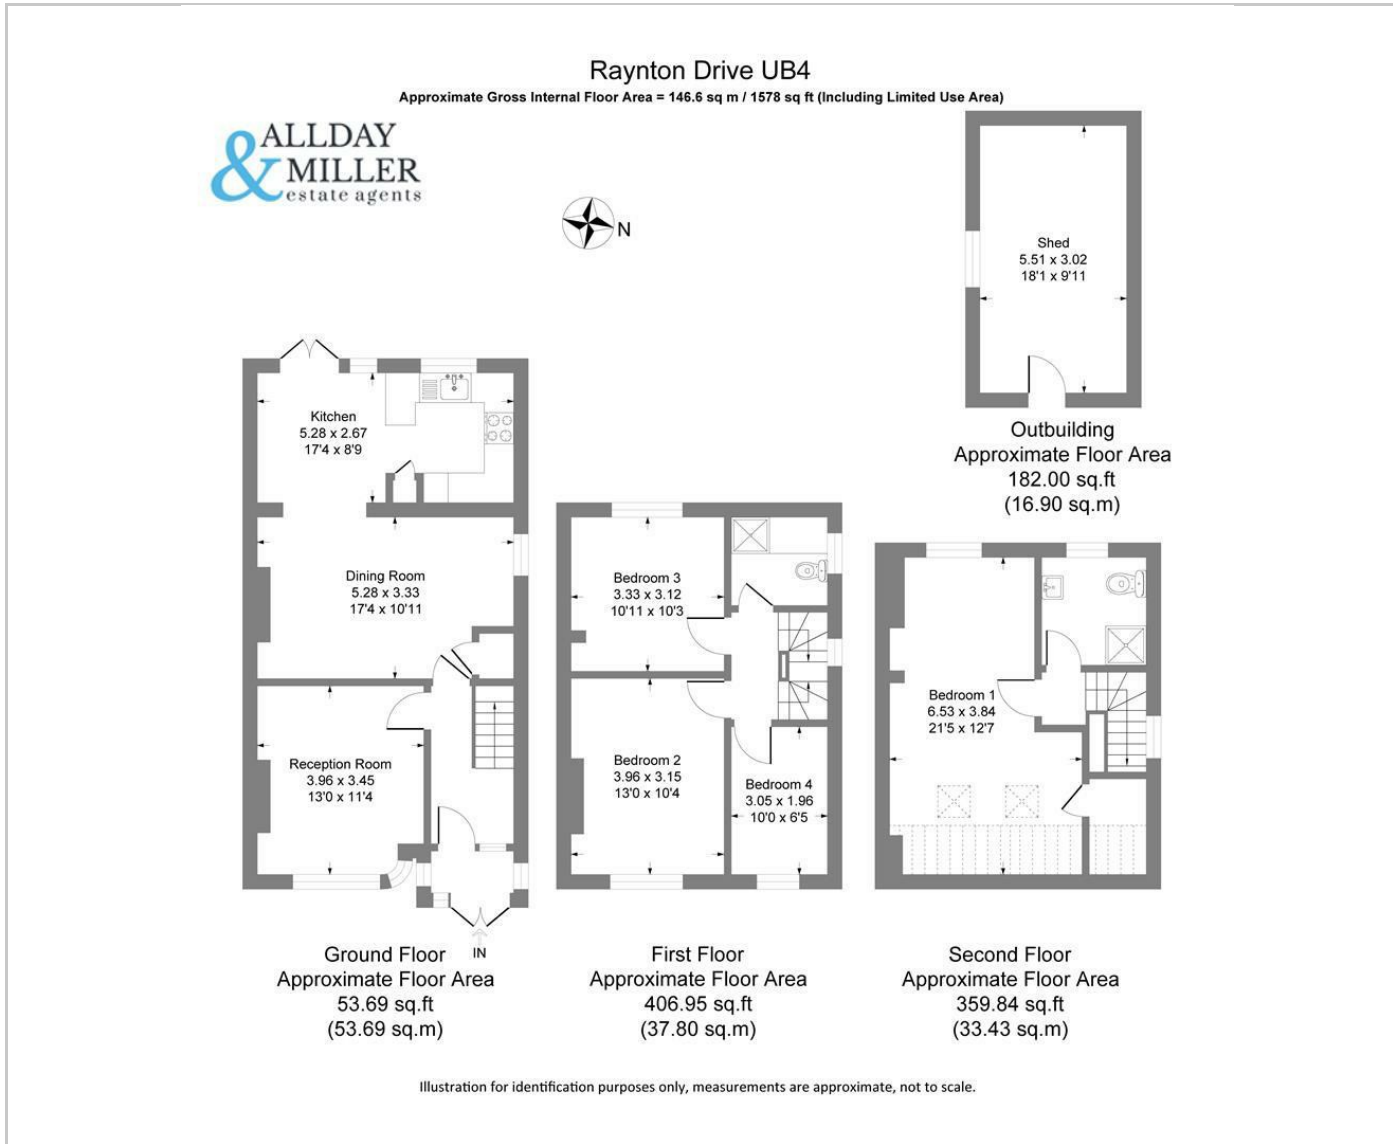 Raynton Drive UB4
Approximate Gross Internal Floor Area = 146.6 sq m / 1578 sq ft (Including Limited Use Area)
ALLDAY
& MILLER
estate agents
N
Shed
5.51 x 3.02
18'1 x 9'11
Outbuilding
Approximate Floor Area
182.00 sq.ft
(16.90 sq.m)
Kitchen
5.28 x 2.67
17'4 x 8'9
Dining Room
5.28 x 3.33
17'4 x 10'11
Reception Room
3.96 x 3.45
13'0 x 11'4
IN
Ground Floor
Approximate Floor Area
53.69 sq.ft
(53.69 sq.m)
Bedroom 3
3.33 x 3.12
10'11 x 10'3
Bedroom 2
3.96 x 3.15
13'0 x 10'4
Bedroom 4
3.05 x 1.96
10'0 x 6'5
First Floor
Approximate Floor Area
406.95 sq.ft
(37.80 sq.m)
Bedroom 1
6.53 x 3.84
21'5 x 12'7
Second Floor
Approximate Floor Area
359.84 sq.ft
(33.43 sq.m)
Illustration for identification purposes only, measurements are approximate, not to scale.